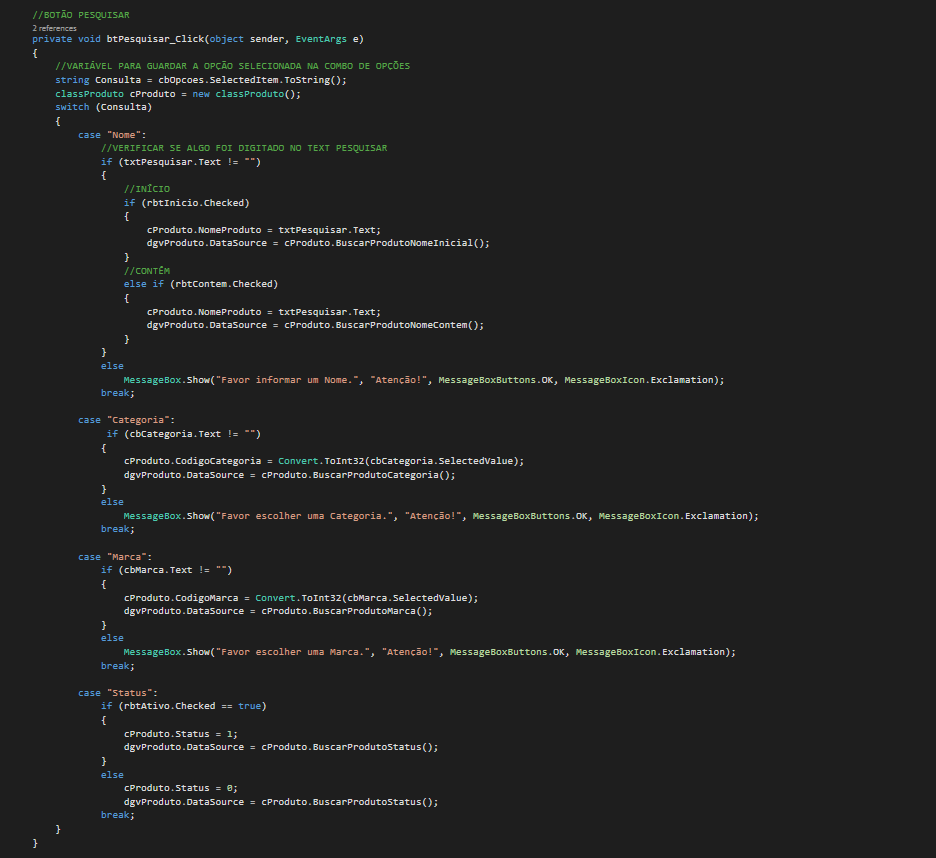 //BOTÃO PESQUISAR
2 references
private void btPesquisar_Click(object sender, EventArgs e)
{
//VARIÁVEL PARA GUARDAR A OPÇÃO SELECIONADA NA COMBO DE OPÇÕES
string Consulta = cbOpcoes.SelectedItem.ToString();
classProduto cProduto = new classProduto();
switch (Consulta)
{
case "Nome":
//VERIFICAR SE ALGO FOI DIGITADO NO TEXT PESQUISAR
if (txtPesquisar.Text != "")
{
//INÍCIO
if (rbtInicio.Checked)
{
cProduto.NomeProduto = txtPesquisar.Text;
dgvProduto.DataSource = cProduto.BuscarProdutoNomeInicial();
}
//CONTÉM
else if (rbtContem.Checked)
{
cProduto.NomeProduto = txtPesquisar.Text;
dgvProduto.DataSource = cProduto.BuscarProdutoNomeContem();
}
}
else
MessageBox.Show("Favor informar um Nome.", "Atenção!", MessageBoxButtons.OK, MessageBoxIcon.Exclamation);
break;
case "Categoria":
if (cbCategoria.Text != "")
{
cProduto.CodigoCategoria = Convert.ToInt32(cbCategoria.SelectedValue);
dgvProduto.DataSource = cProduto.BuscarProdutoCategoria();
}
else
MessageBox.Show("Favor escolher uma Categoria.", "Atenção!", MessageBoxButtons.OK, MessageBoxIcon.Exclamation);
break;
case "Marca":
if (cbMarca.Text != "")
{
cProduto.CodigoMarca = Convert.ToInt32(cbMarca.SelectedValue);
dgvProduto.DataSource = cProduto.BuscarProdutoMarca();
}
else
MessageBox.Show("Favor escolher uma Marca.", "Atenção!", MessageBoxButtons.OK, MessageBoxIcon.Exclamation);
break;
case "Status":
if (rbtAtivo.Checked == true)
{
cProduto.Status = 1;
dgvProduto.DataSource = cProduto.BuscarProdutoStatus();
}
else
cProduto.Status = 0;
dgvProduto.DataSource = cProduto.BuscarProdutoStatus();
break;
}
}